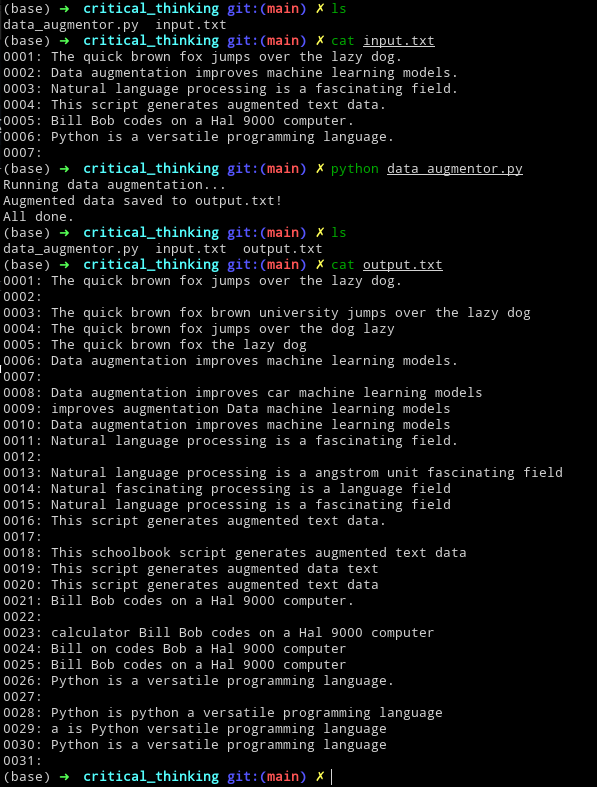 (base) ➜  critical_thinking git:(main) ✗ ls
data_augmentor.py  input.txt
(base) ➜  critical_thinking git:(main) ✗ cat input.txt
0001: The quick brown fox jumps over the lazy dog.
0002: Data augmentation improves machine learning models.
0003: Natural language processing is a fascinating field.
0004: This script generates augmented text data.
0005: Bill Bob codes on a Hal 9000 computer.
0006: Python is a versatile programming language.
0007:
(base) ➜  critical_thinking git:(main) ✗ python data_augmentor.py
Running data augmentation...
Augmented data saved to output.txt!
All done.
(base) ➜  critical_thinking git:(main) ✗ ls
data_augmentor.py  input.txt  output.txt
(base) ➜  critical_thinking git:(main) ✗ cat output.txt
0001: The quick brown fox jumps over the lazy dog.
0002:
0003: The quick brown fox brown university jumps over the lazy dog
0004: The quick brown fox jumps over the dog lazy
0005: The quick brown fox the lazy dog
0006: Data augmentation improves machine learning models.
0007:
0008: Data augmentation improves car machine learning models
0009: improves augmentation Data machine learning models
0010: Data augmentation improves machine learning models
0011: Natural language processing is a fascinating field.
0012:
0013: Natural language processing is a angstrom unit fascinating field
0014: Natural fascinating processing is a language field
0015: Natural language processing is a fascinating field
0016: This script generates augmented text data.
0017:
0018: This schoolbook script generates augmented text data
0019: This script generates augmented data text
0020: This script generates augmented text data
0021: Bill Bob codes on a Hal 9000 computer.
0022:
0023: calculator Bill Bob codes on a Hal 9000 computer
0024: Bill on codes Bob a Hal 9000 computer
0025: Bill Bob codes on a Hal 9000 computer
0026: Python is a versatile programming language.
0027:
0028: Python is python a versatile programming language
0029: a is Python versatile programming language
0030: Python is a versatile programming language
0031:
(base) ➜  critical_thinking git:(main) ✗